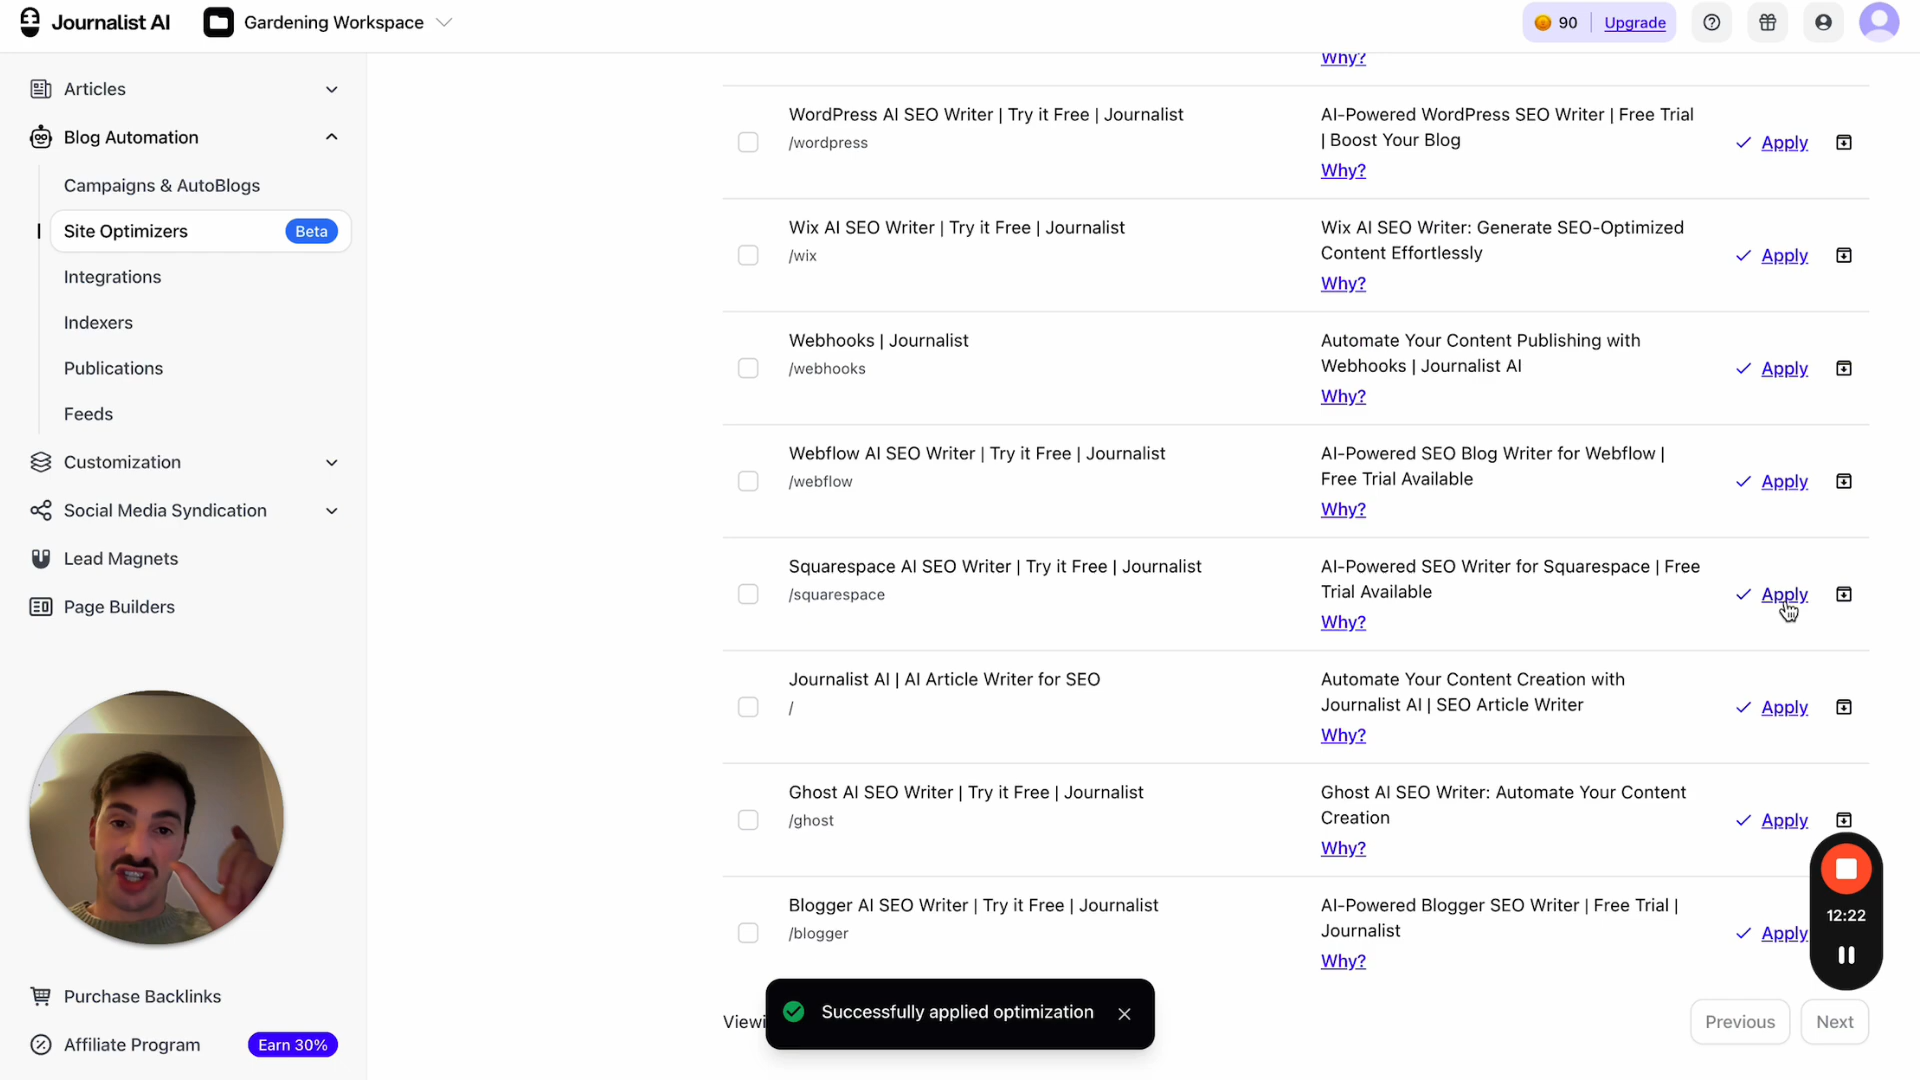 Journalist AI
Gardening Workspace
90
Upgrade
Articles
Blog Automation
Campaigns & AutoBlogs
Site Optimizers
Beta
Integrations
Indexers
Publications
Feeds
Customization
Social Media Syndication
Lead Magnets
Page Builders
Purchase Backlinks
Affiliate Program
Earn 30%
Why?
WordPress AI SEO Writer | Try it Free | Journalist
/wordpress
AI-Powered WordPress SEO Writer | Free Trial
| Boost Your Blog
Why?
Apply
Wix AI SEO Writer | Try it Free | Journalist
/wix
Wix AI SEO Writer: Generate SEO-Optimized
Content Effortlessly
Why?
Apply
Webhooks | Journalist
/webhooks
Automate Your Content Publishing with
Webhooks | Journalist AI
Why?
Apply
Webflow AI SEO Writer | Try it Free | Journalist
/webflow
AI-Powered SEO Blog Writer for Webflow |
Free Trial Available
Why?
Apply
Squarespace AI SEO Writer | Try it Free | Journalist
/squarespace
AI-Powered SEO Writer for Squarespace | Free
Trial Available
Why?
Apply
Journalist AI | AI Article Writer for SEO
/
Automate Your Content Creation with
Journalist AI | SEO Article Writer
Why?
Apply
Ghost AI SEO Writer | Try it Free | Journalist
/ghost
Ghost AI SEO Writer: Automate Your Content
Creation
Why?
Apply
Blogger AI SEO Writer | Try it Free | Journalist
/blogger
AI-Powered Blogger SEO Writer | Free Trial |
Journalist
Why?
Apply
12:22
Successfully applied optimization
Previous
Next